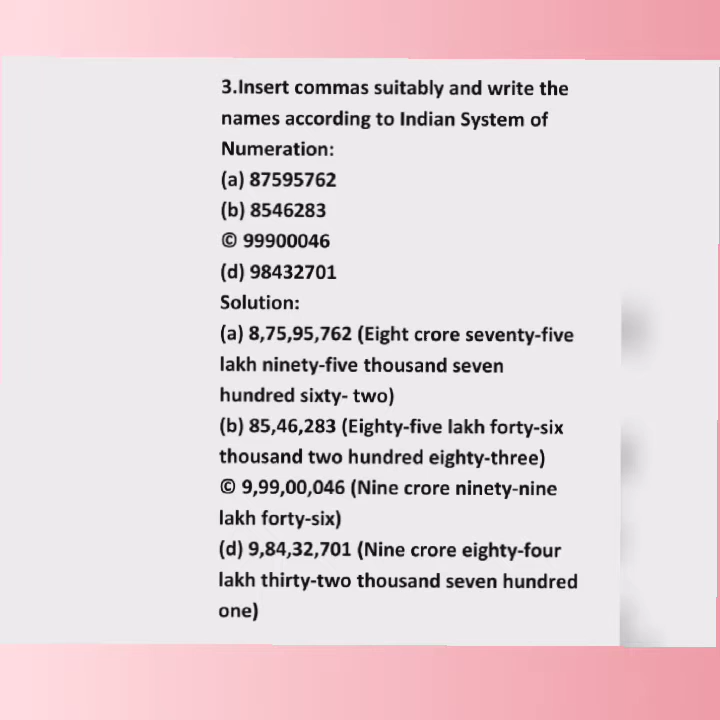 3.Insert commas suitably and write the
names according to Indian System of
Numeration:
(a) 87595762
(b) 8546283
© 99900046
(d) 98432701
Solution:
(a) 8,75,95,762 (Eight crore seventy-five
lakh ninety-five thousand seven
hundred sixty- two)
(b) 85,46,283 (Eighty-five lakh forty-six
thousand two hundred eighty-three)
© 9,99,00,046 (Nine crore ninety-nine
lakh forty-six)
(d) 9,84,32,701 (Nine crore eighty-four
lakh thirty-two thousand seven hundred
one)